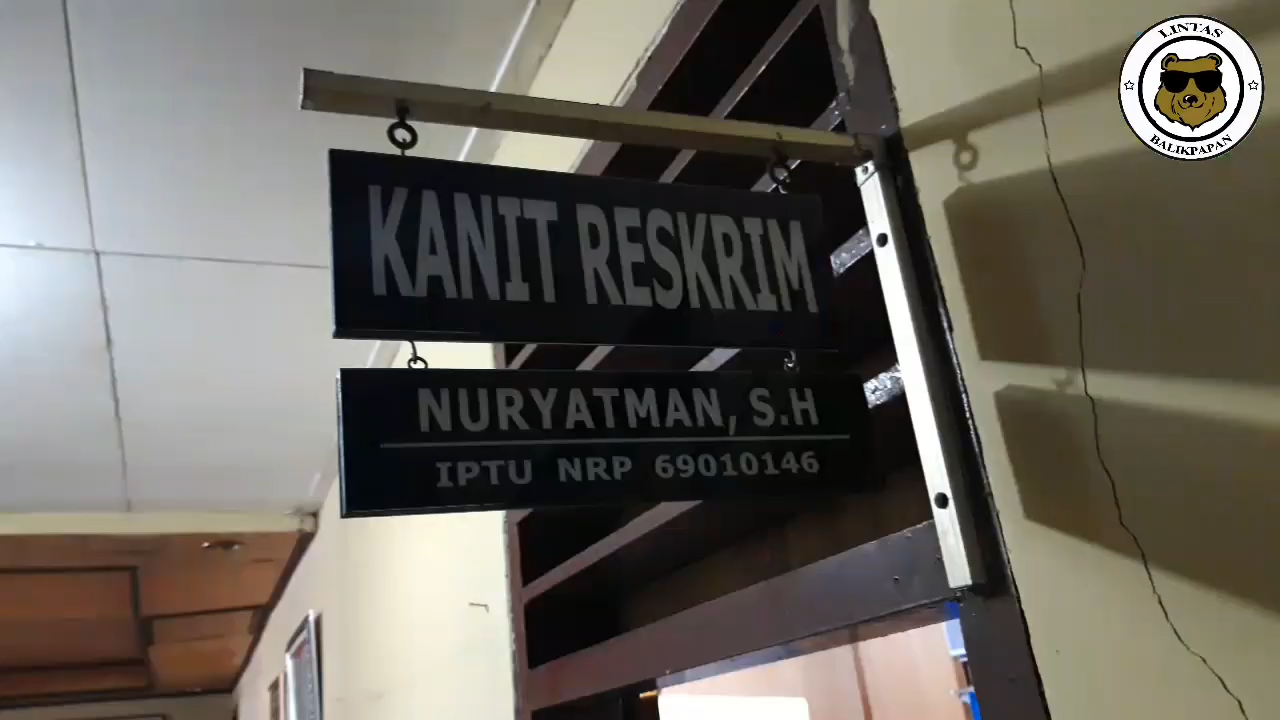 KANIT RESKRIM
NURYATMAN, S.H
IPTU NRP 69010146
LINTAS
BALIKPAPAN